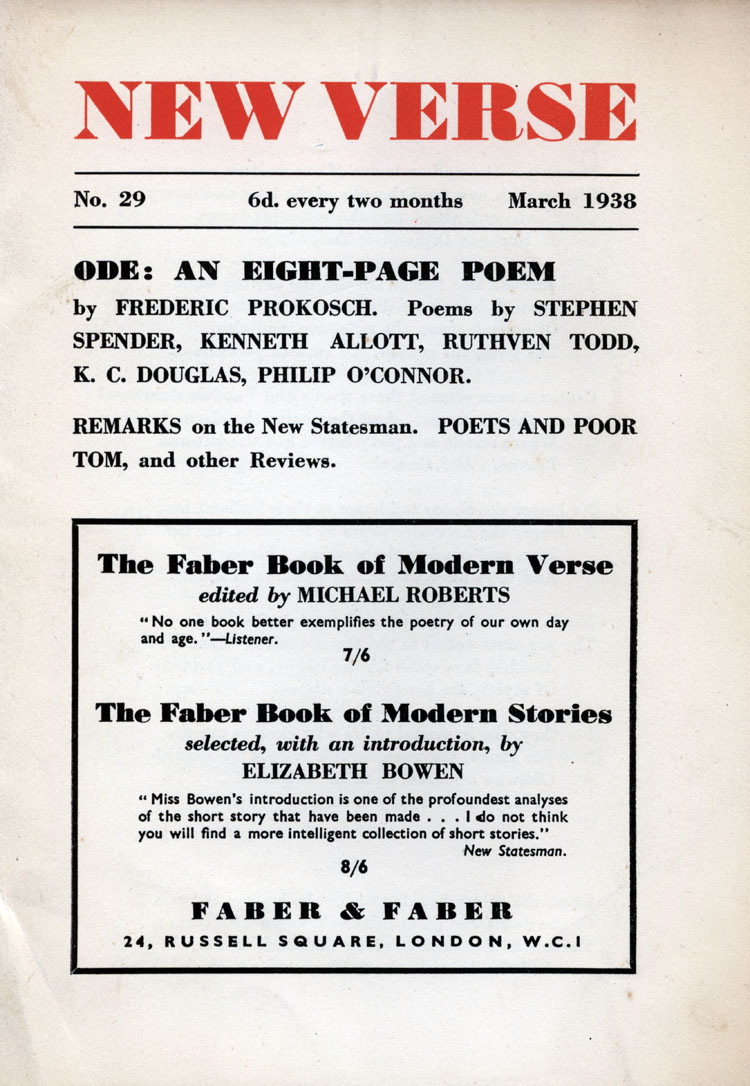 NEW VERSE
No. 29 6d. every two months March 1938
ODE: AN EIGHT-PAGE POEM
by FREDERIC PROKOSCH. Poems by STEPHEN
SPENDER, KENNETH ALLOTT, RUTHVEN TODD,
K. C. DOUGLAS, PHILIP O'CONNOR.
REMARKS on the New Statesman. POETS AND POOR
TOM, and other Reviews.
The Faber Book of Modern Verse
edited by MICHAEL ROBERTS
“No one book better exemplifies the poetry of our own day
and age.”—Listener.
7/6
The Faber Book of Modern Stories
selected, with an introduction, by
ELIZABETH BOWEN
“Miss Bowen's introduction is one of the profoundest analyses
of the short story that have been made . . . I do not think
you will find a more intelligent collection of short stories.”
New Statesman.
8/6
FABER & FABER
24, RUSSELL SQUARE, LONDON, W.C.I